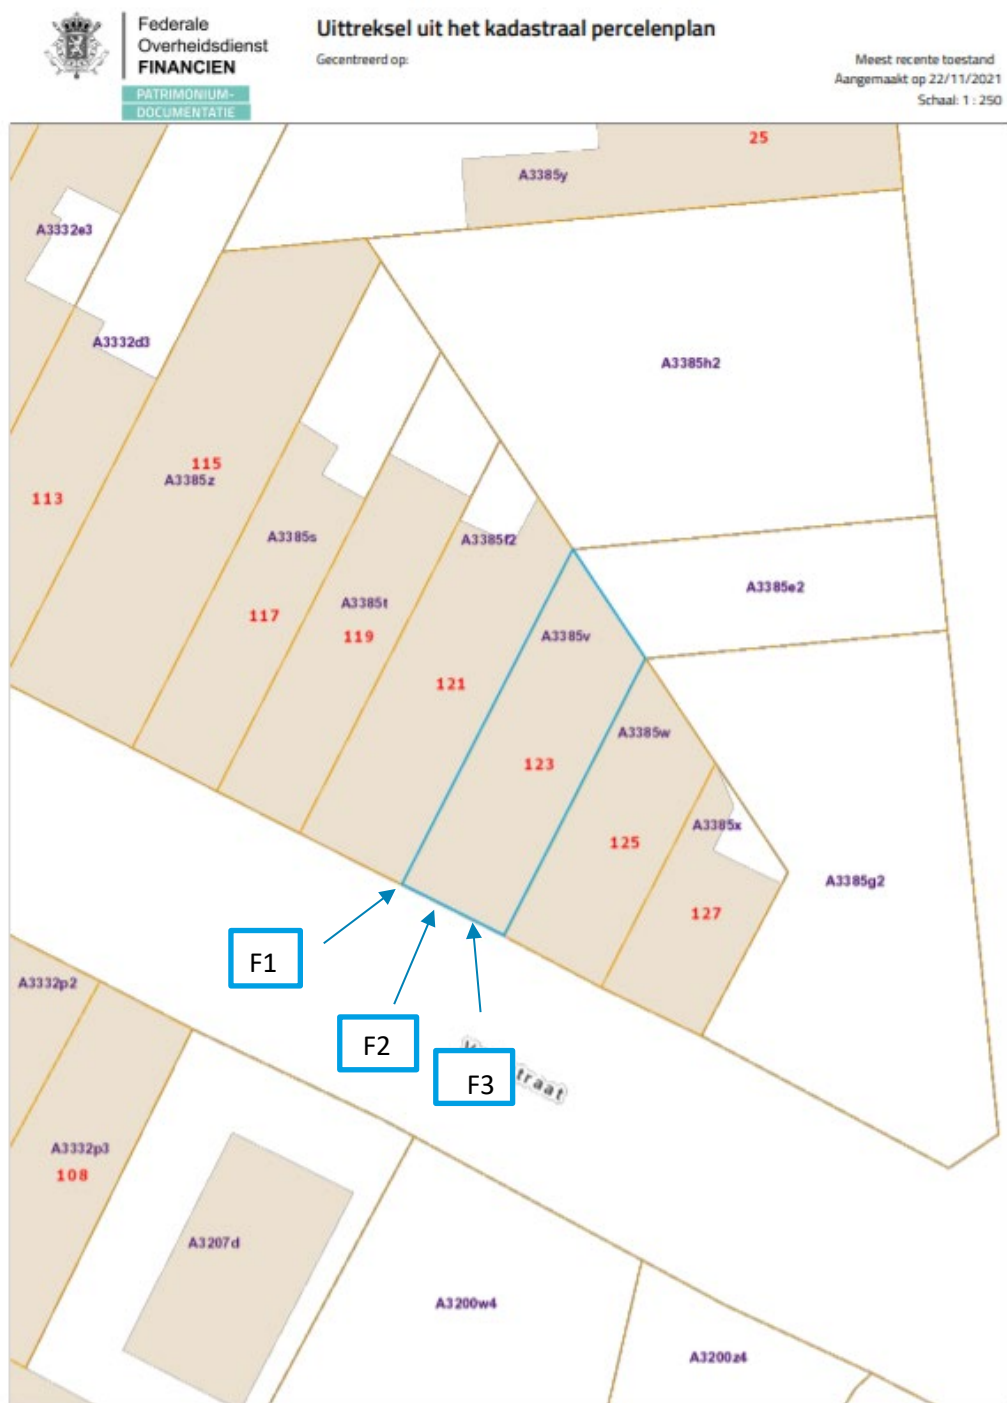 Federale
Overheidsdienst
FINANCIEN
PATRIMONIUM-
DOCUMENTATIE
Uittreksel uit het kadastraal percelenplan
Gecentreerd op:
Meest recente toestand
Aangemaakt op 22/11/2021
Schaal: 1 : 250
25
A3385y
A3332e3
A3332d3
A3385h2
115
A3385z
113
A3385s
A3385f2
A3385e2
A3385t
117
119
A3385v
121
A3385w
123
A3385x
125
A3385g2
127
F1
A3332p2
F2
F3
traat
A3332p3
108
A3207d
A3200w4
A3200z4